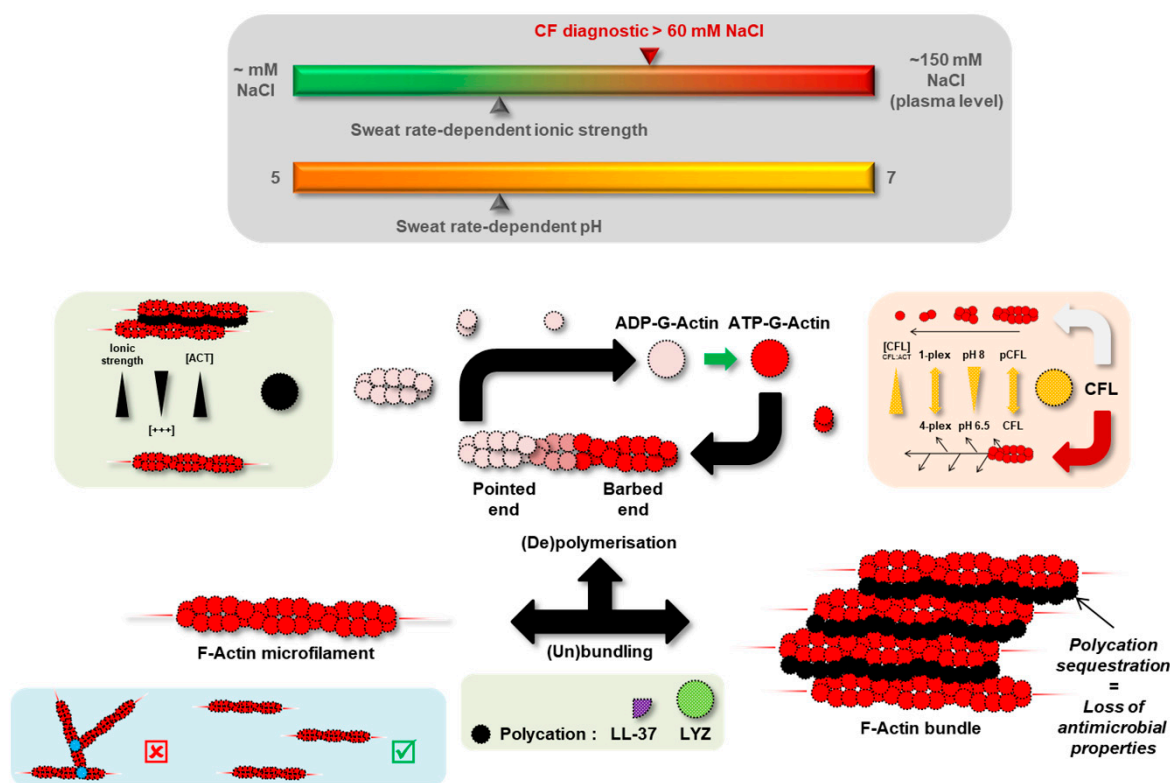 CF diagnostic > 60 mM NaCl
~ mM
NaCl
~150 mM
NaCl
(plasma level)
Sweat rate-dependent ionic strength
5
7
Sweat rate-dependent pH
Ionic
strength
[ACT]
[+++]
ADP-G-Actin
ATP-G-Actin
Pointed
end
Barbed
end
[CFL]
CFL:ACT
1-plex
pH 8
pCFL
CFL
4-plex
pH 6.5
CFL
(De)polymerisation
F-Actin microfilament
(Un)bundling
Polycation :
LL-37
LYZ
F-Actin bundle
Polycation
sequestration
=
Loss of
antimicrobial
properties